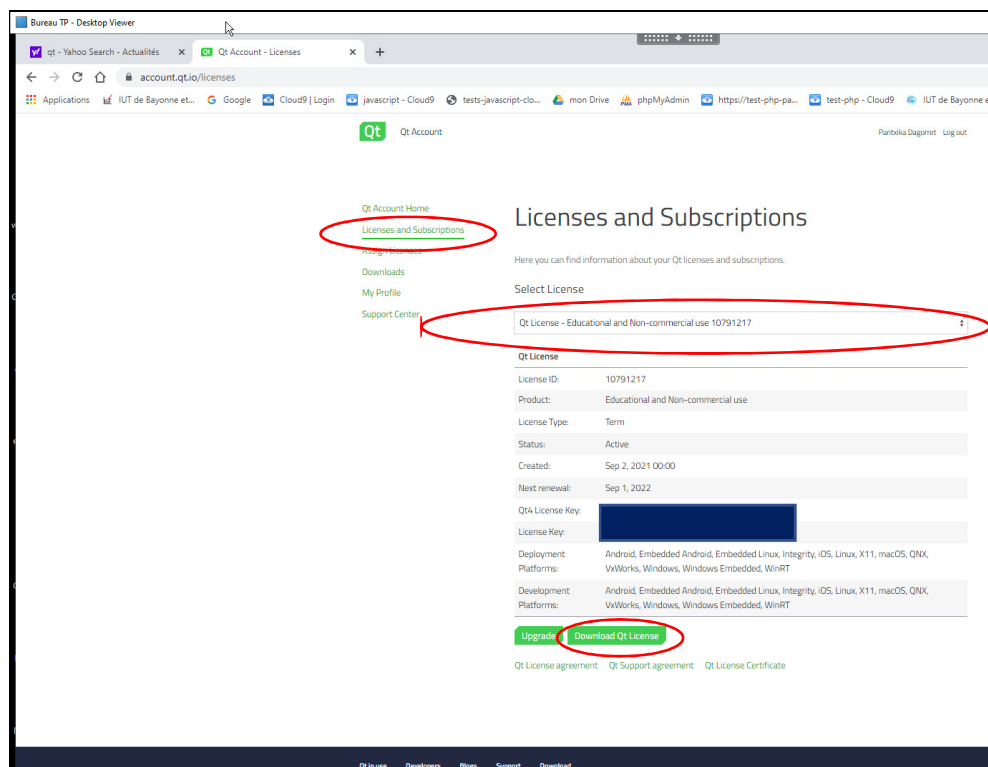 Bureau TP - Desktop Viewer
qt - Yahoo Search - Actualités
Qt Account - Licenses
account.qt.io/licenses
Applications IUT de Bayonne et... Google Cloud9 | Login javascript - Cloud9 tests-javascript-clo... mon Drive phpMyAdmin https://test-php-pa... test-php - Cloud9 IUT de Bayonne e
Qt Qt Account Pantxika Dagorret Log out
Qt Account Home
Licenses and Subscriptions
Assign Licenses
Downloads
My Profile
Support Center
Licenses and Subscriptions
Here you can find information about your Qt licenses and subscriptions.
Select License
Qt License - Educational and Non-commercial use 10791217
Qt License
License ID: 10791217
Product: Educational and Non-commercial use
License Type: Term
Status: Active
Created: Sep 2, 2021 00:00
Next renewal: Sep 1, 2022
Qt4 License Key:
License Key:
Deployment Platforms: Android, Embedded Android, Embedded Linux, Integrity, iOS, Linux, X11, macOS, QNX,
VxWorks, Windows, Windows Embedded, WinRT
Development Platforms: Android, Embedded Android, Embedded Linux, Integrity, iOS, Linux, X11, macOS, QNX,
VxWorks, Windows, Windows Embedded, WinRT
Upgrade Download Qt License
Qt License agreement Qt Support agreement Qt License Certificate
Qt in use Developers Blogs Support Download